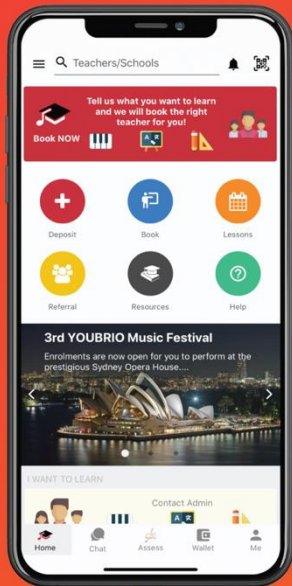 Teachers/Schools
Tell us what you want to learn
and we will book the right
teacher for you!
Book NOW
Deposit
Book
Lessons
Referral
Resources
Help
3rd YOUBRIO Music Festival
Enrolments are now open for you to perform at the
prestigious Sydney Opera House....
I WANT TO LEARN
Contact Admin
Home
Chat
Assess
Wallet
Me